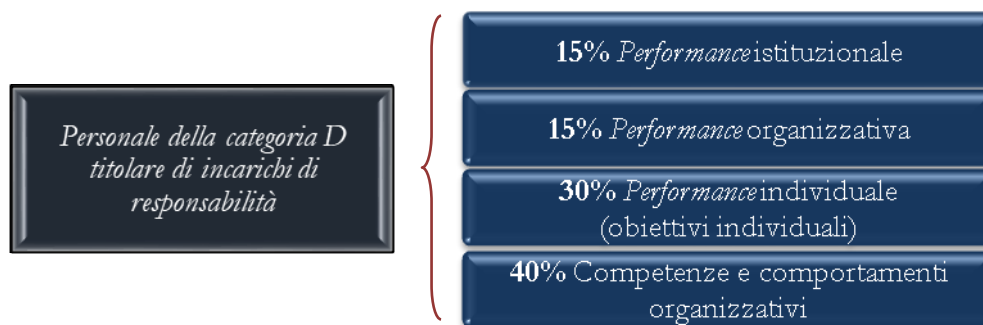 Personale della categoria D
titolare di incarichi di
responsabilità
15% Performance istituzionale
15% Performance organizzativa
30% Performance individuale
(obiettivi individuali)
40% Competenze e comportamenti
organizzativi